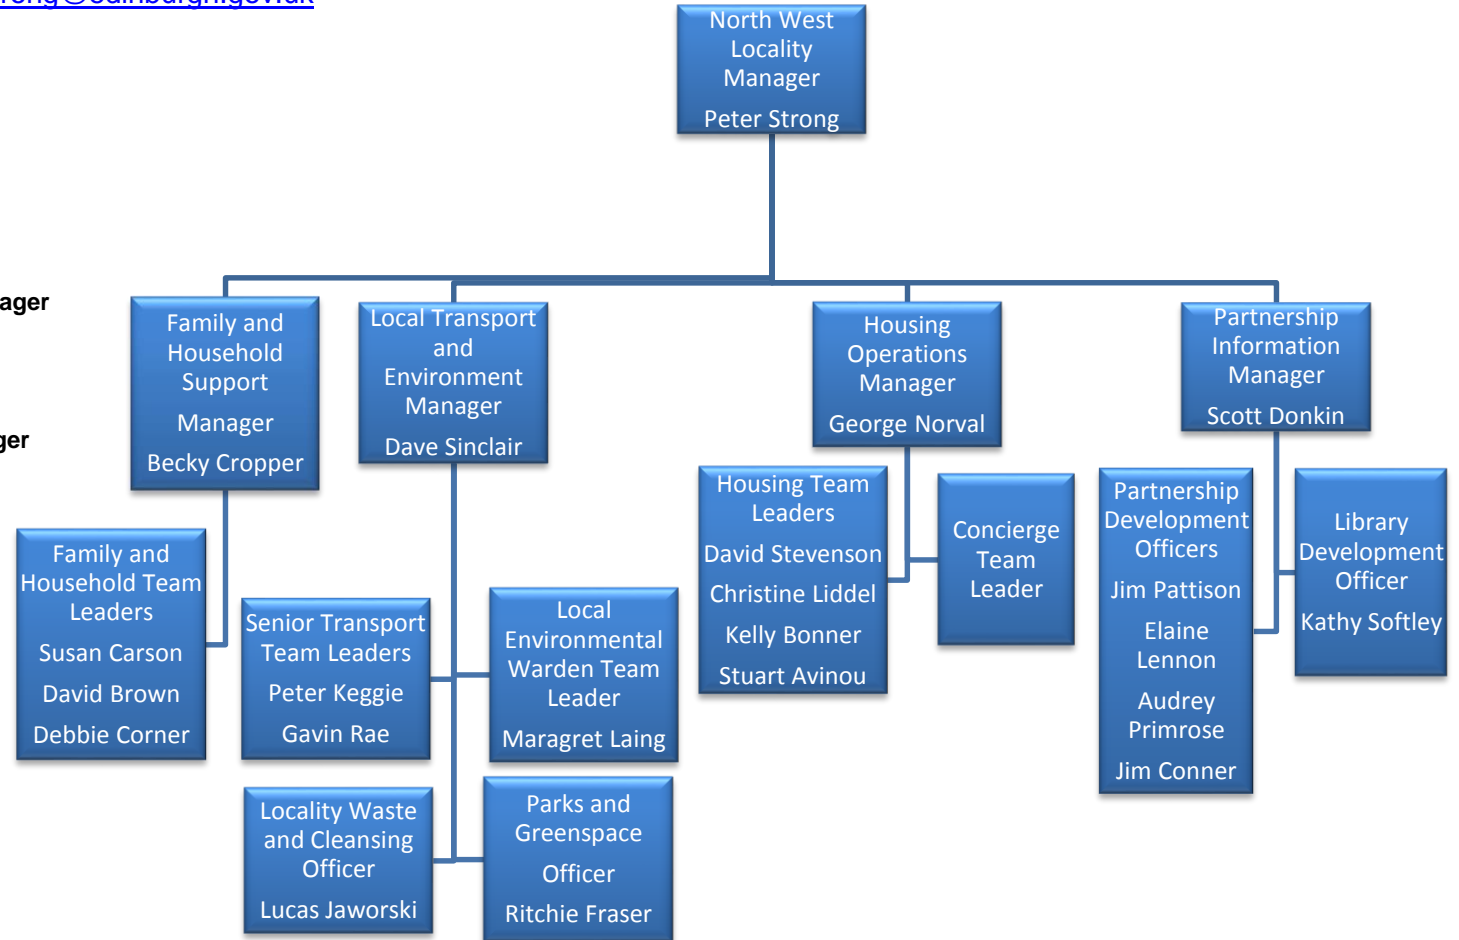 rong@edinburgh.gov.uk
North West
Locality
Manager
Peter Strong
ager
ger
Family and
Household
Support
Manager
Becky Cropper
Local Transport
and
Environment
Manager
Dave Sinclair
Housing
Operations
Manager
George Norval
Partnership
Information
Manager
Scott Donkin
Family and
Household Team
Leaders
Susan Carson
David Brown
Debbie Corner
Senior Transport
Team Leaders
Peter Keggie
Gavin Rae
Local
Environmental
Warden Team
Leader
Maragret Laing
Locality Waste
and Cleansing
Officer
Lucas Jaworski
Parks and
Greenspace
Officer
Ritchie Fraser
Housing Team
Leaders
David Stevenson
Christine Liddel
Kelly Bonner
Stuart Avinou
Concierge
Team
Leader
Partnership
Development
Officers
Jim Pattison
Elaine
Lennon
Audrey
Primrose
Jim Conner
Library
Development
Officer
Kathy Softley